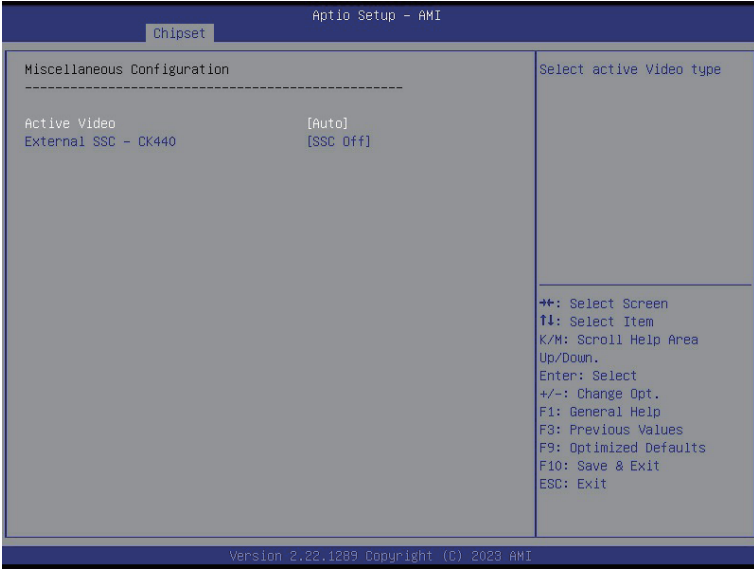 Aptio Setup – AMI
Chipset
Miscellaneous Configuration
--------------------------------------------------
Active Video [Auto]
External SSC – CK440 [SSC Off]
Select active Video type
→←: Select Screen
↑↓: Select Item
K/M: Scroll Help Area
Up/Down.
Enter: Select
+/-: Change Opt.
F1: General Help
F3: Previous Values
F9: Optimized Defaults
F10: Save & Exit
ESC: Exit
Version 2.22.1289 Copyright (C) 2023 AMI